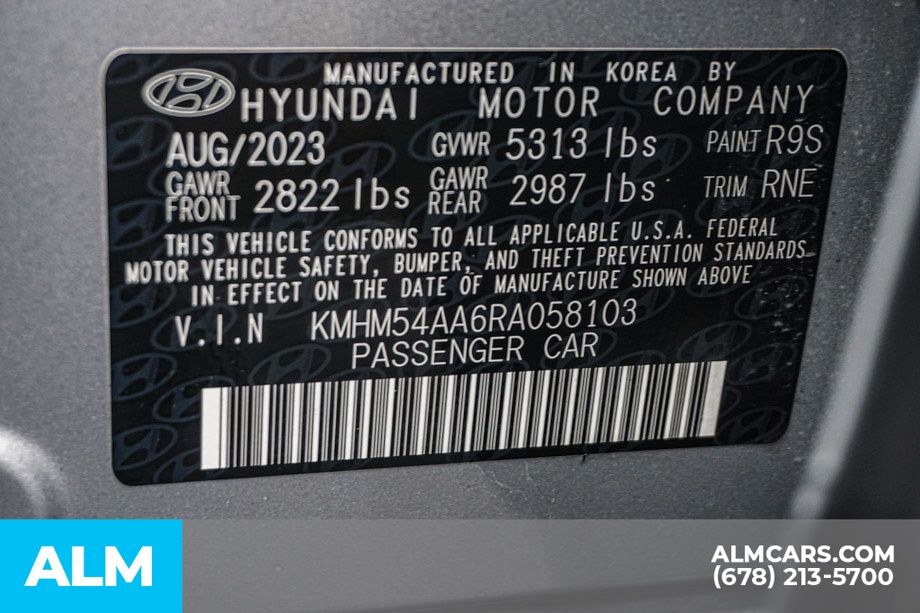 MANUFACTURED IN KOREA BY
HYUNDAI MOTOR COMPANY
AUG/2023 GVWR 5313 lbs PAINT R9S
GAWR FRONT 2822 lbs GAWR REAR 2987 lbs TRIM RNE
THIS VEHICLE CONFORMS TO ALL APPLICABLE U.S.A. FEDERAL
MOTOR VEHICLE SAFETY, BUMPER, AND THEFT PREVENTION STANDARDS
IN EFFECT ON THE DATE OF MANUFACTURE SHOWN ABOVE
V.I.N KMHM54AA6RA058103
PASSENGER CAR
ALM
ALMCARS.COM
(678) 213-5700